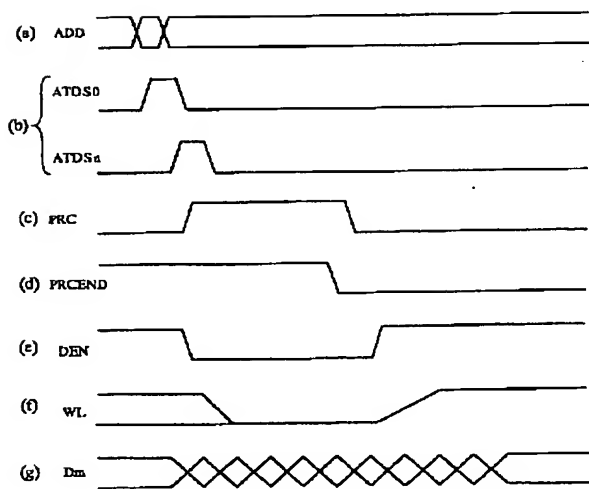 (a) ADD
ATDS0
(b)
ATDSn
(c) PRC
(d) PRCEND
(e) DEN
(f) WL
(g) Dm